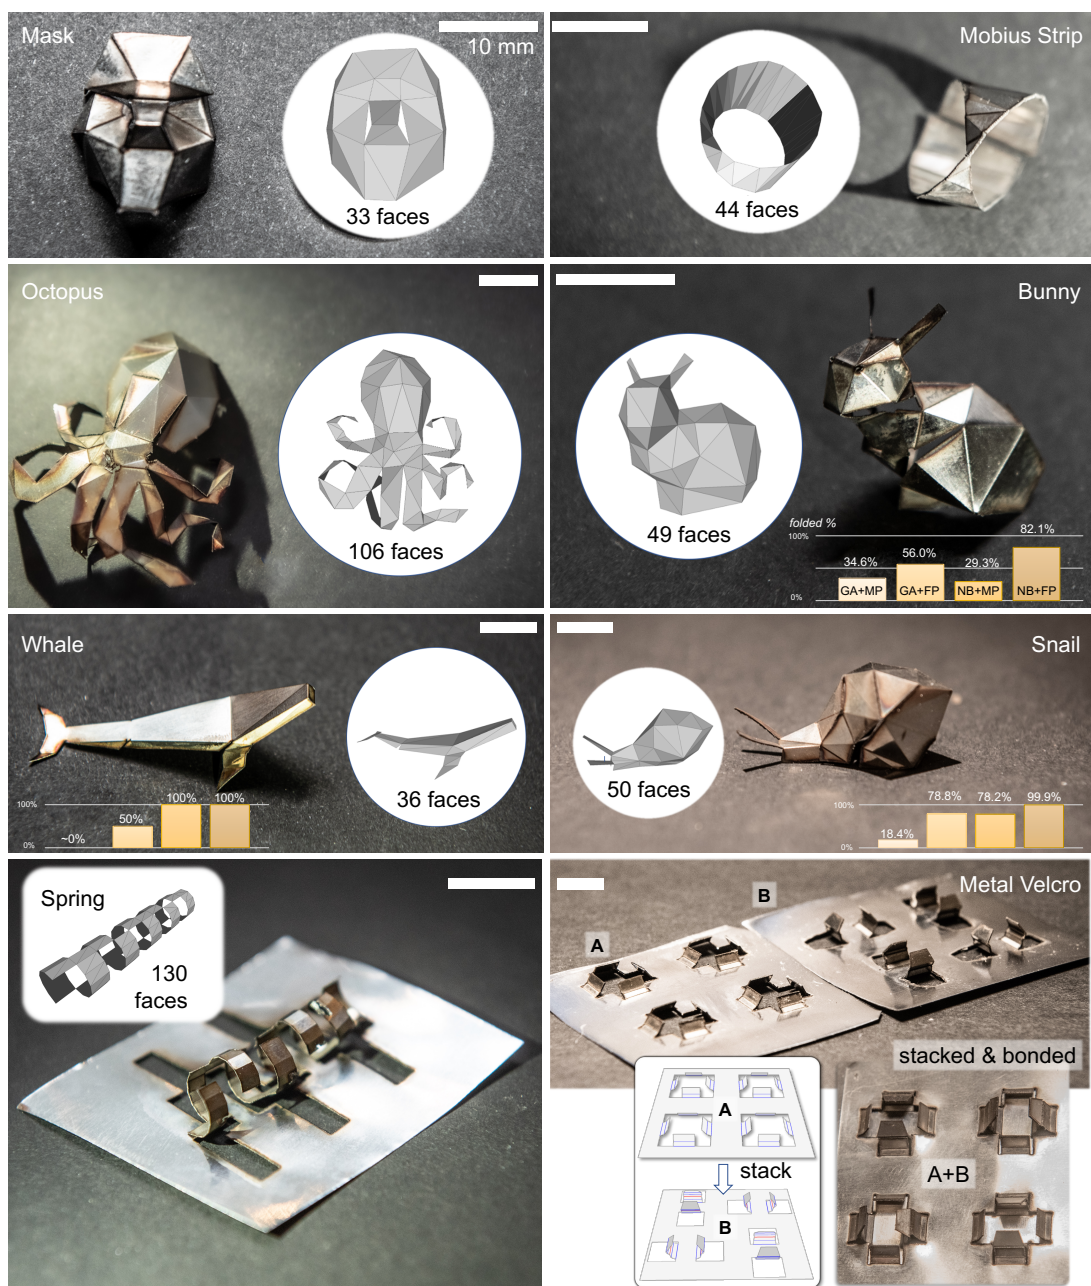 Mask
10 mm
33 faces
Mobius Strip
44 faces
Octopus
106 faces
Bunny
49 faces
folded %
100%
0%
34.6%
56.0%
29.3%
82.1%
GA+MP
GA+FP
NB+MP
NB+FP
Whale
36 faces
100%
0%
~0%
50%
100%
100%
Snail
50 faces
100%
0%
18.4%
78.8%
78.2%
99.9%
Spring
130
faces
Metal Velcro
B
A
stacked & bonded
A
stack
B
A+B